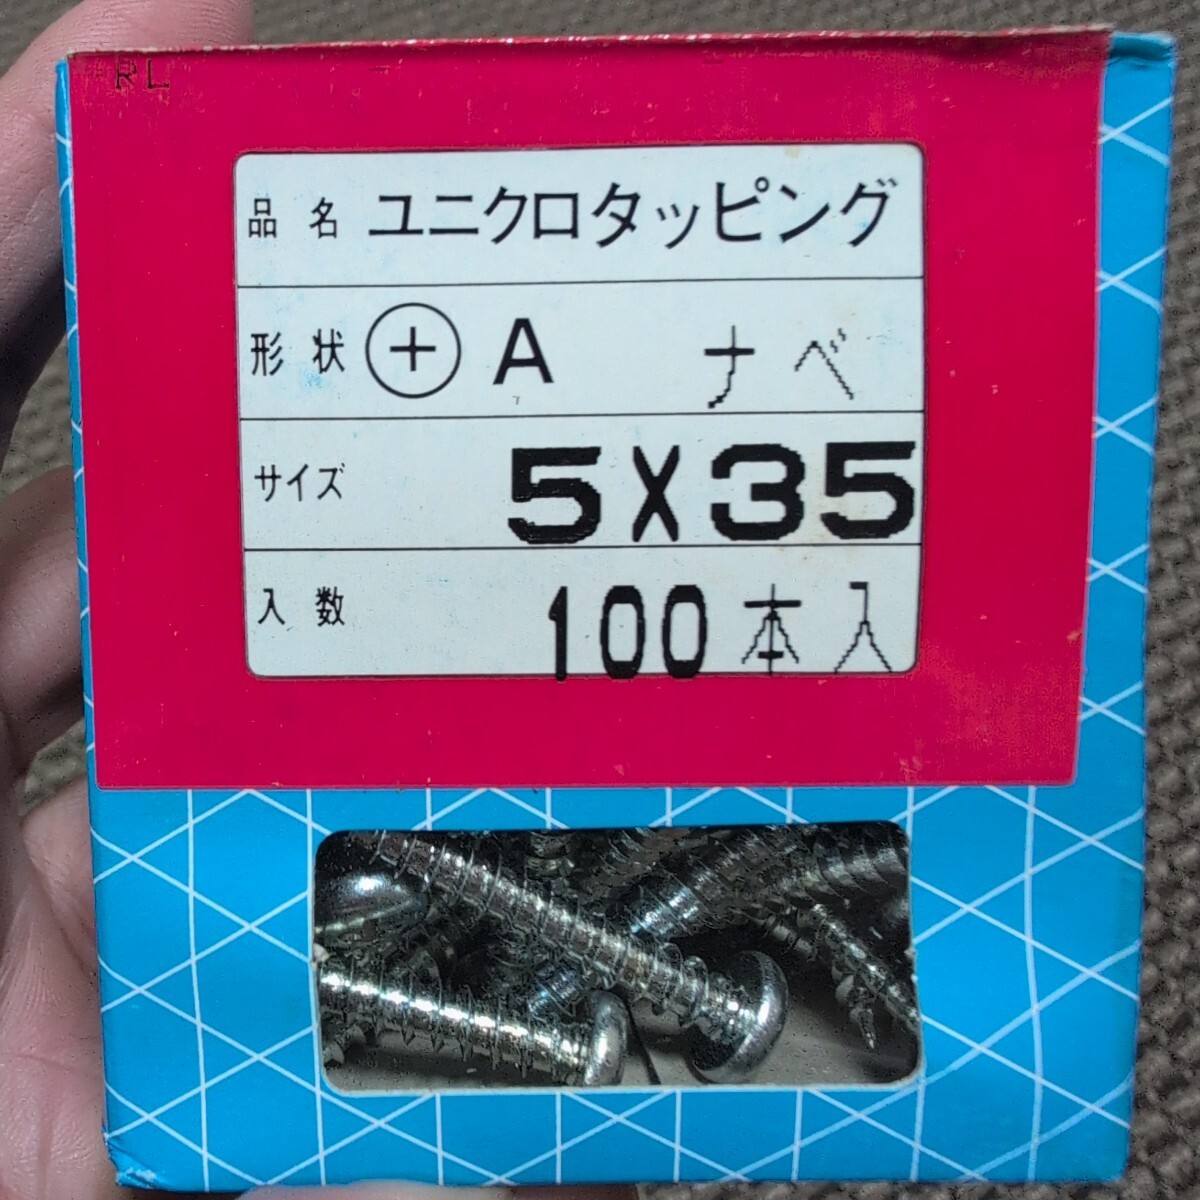 RL
品名 ユニクロタッピング
形状 ⊕ A ナベ
サイズ 5X35
入数 100本入